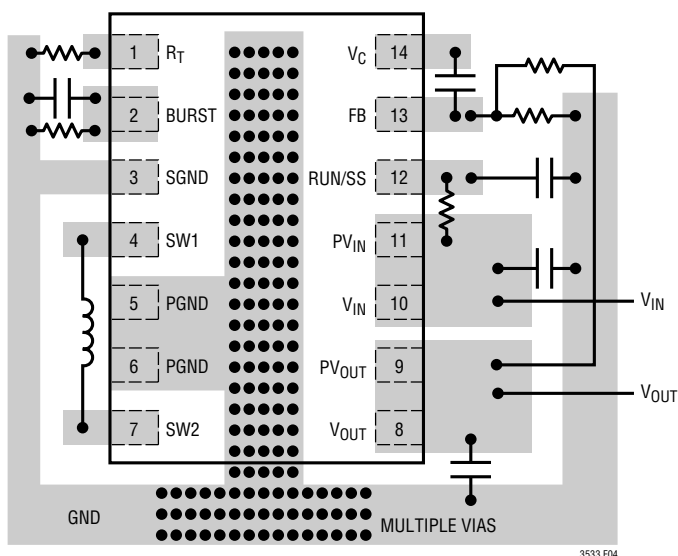 1 R_T
2 BURST
3 SGND
4 SW1
5 PGND
6 PGND
7 SW2
V_C 14
FB 13
RUN/SS 12
PV_IN 11
V_IN 10
PV_OUT 9
V_OUT 8
V_IN
V_OUT
GND
MULTIPLE VIAS
3533 F04